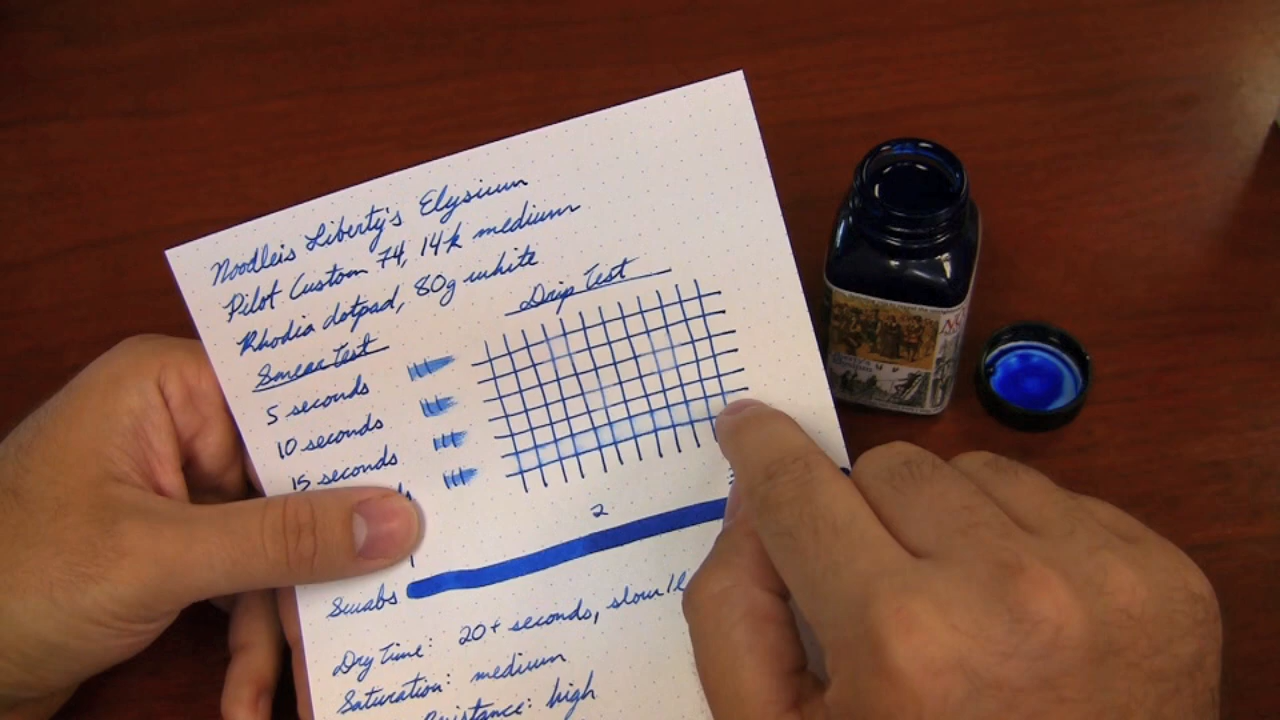 Noodler's Liberty's Elysium
Pilot Custom 74, 14k medium
Rhodia dotpad, 80g white
Smear Test
Drip Test
5 seconds
10 seconds
15 seconds
2
Swabs
Dry Time: 20+ seconds, slow
Saturation: medium
high